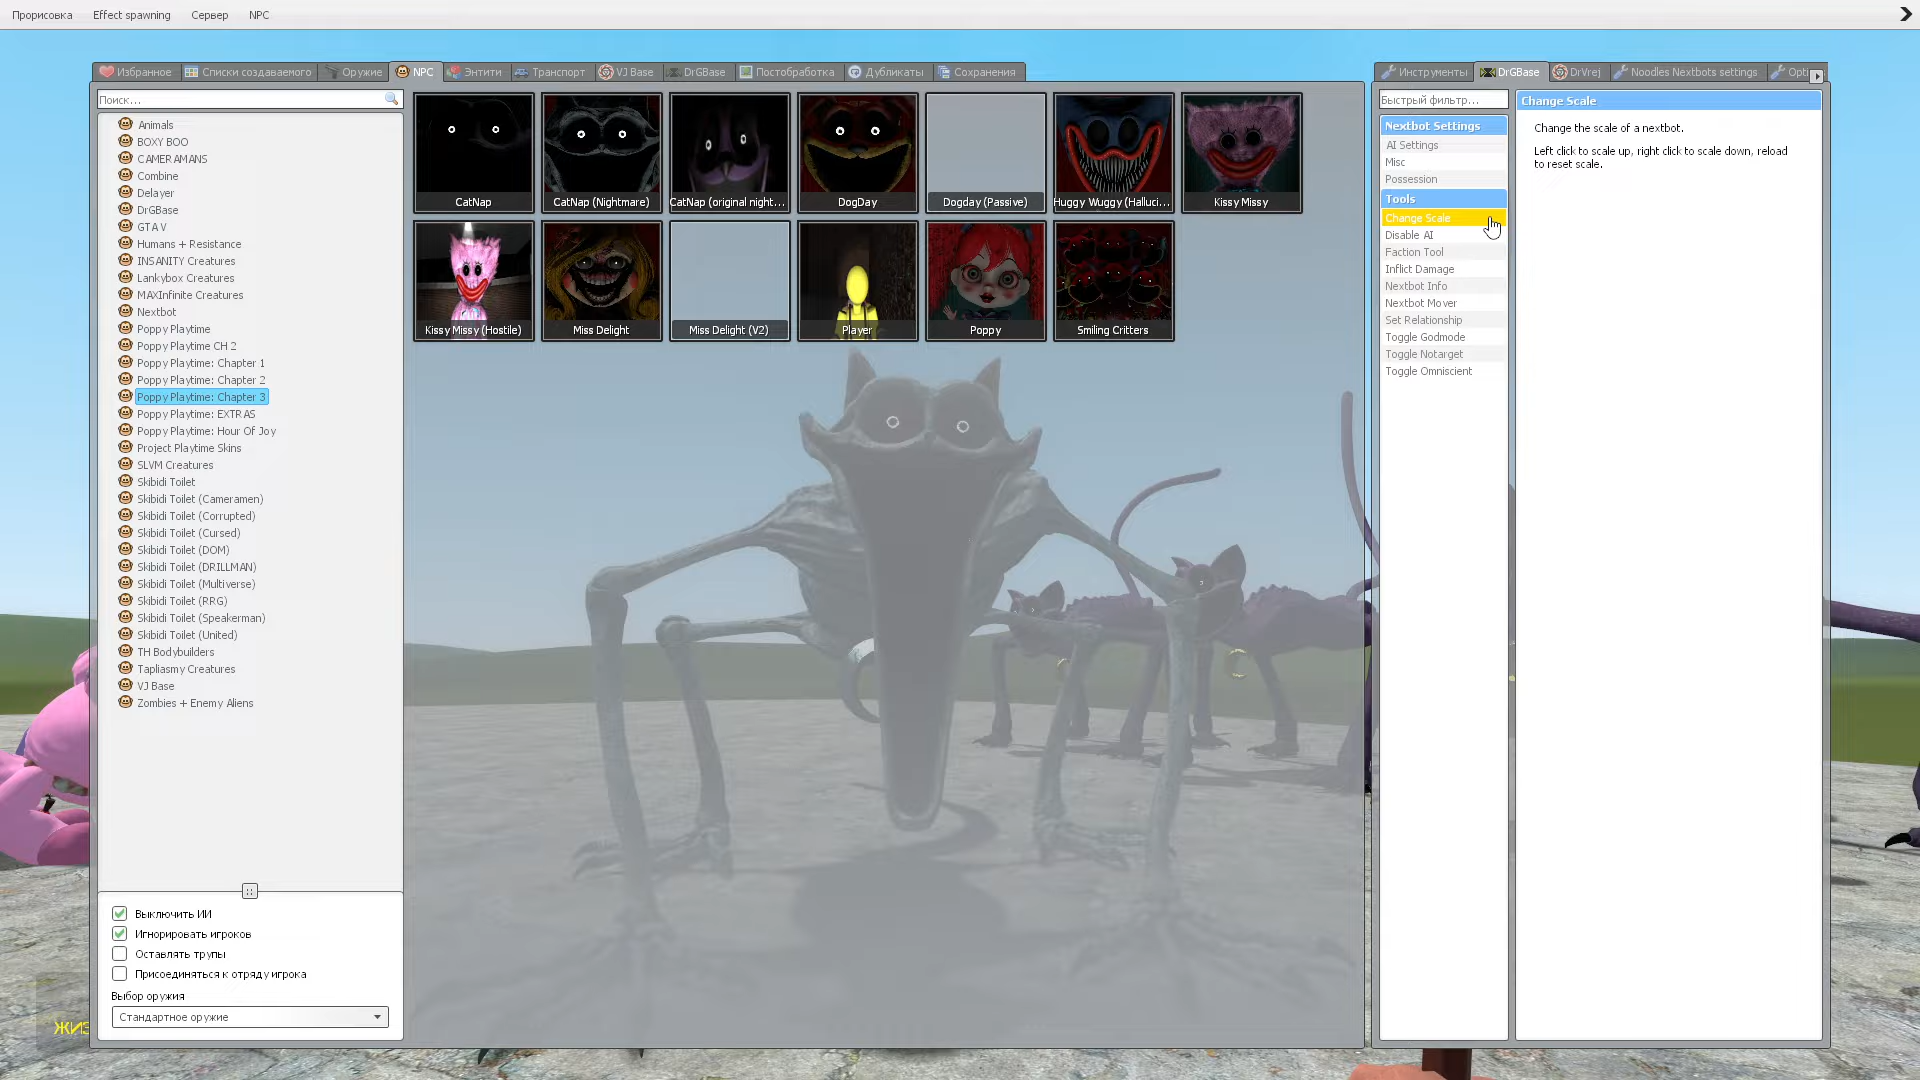 Прорисовка Effect spawning Сервер NPC
Избранное Списки создаваемого Оружие NPC Энтити Транспорт VJ Base DrGBase Постобработка Дубликаты Сохранения
Поиск...
Animals
BOXY BOO
CAMERAMANS
Combine
Delayer
DrGBase
GTA V
Humans + Resistance
INSANITY Creatures
Lankybox Creatures
MAXInfinite Creatures
Nextbot
Poppy Playtime
Poppy Playtime CH 2
Poppy Playtime: Chapter 1
Poppy Playtime: Chapter 2
Poppy Playtime: Chapter 3
Poppy Playtime: EXTRAS
Poppy Playtime: Hour Of Joy
Project Playtime Skins
SLVM Creatures
Skibidi Toilet
Skibidi Toilet (Cameramen)
Skibidi Toilet (Corrupted)
Skibidi Toilet (Cursed)
Skibidi Toilet (DOM)
Skibidi Toilet (DRILLMAN)
Skibidi Toilet (Multiverse)
Skibidi Toilet (RRG)
Skibidi Toilet (Speakerman)
Skibidi Toilet (United)
TH Bodybuilders
Tapliasmy Creatures
VJ Base
Zombies + Enemy Aliens
Выключить ИИ
Игнорировать игроков
Оставлять трупы
Присоединяться к отряду игрока
Выбор оружия
Стандартное оружие
ЖИЗ
CatNap CatNap (Nightmare) CatNap (original night... DogDay Dogday (Passive) Huggy Wuggy (Halluci... Kissy Missy
Kissy Missy (Hostile) Miss Delight Miss Delight (V2) Player Poppy Smiling Critters
Инструменты DrGBase DrVrej Noodles Nextbots settings Opti
Быстрый фильтр...
Nextbot Settings
AI Settings
Misc
Possession
Tools
Change Scale
Disable AI
Faction Tool
Inflict Damage
Nextbot Info
Nextbot Mover
Set Relationship
Toggle Godmode
Toggle Notarget
Toggle Omniscient
Change Scale
Change the scale of a nextbot.
Left click to scale up, right click to scale down, reload
to reset scale.